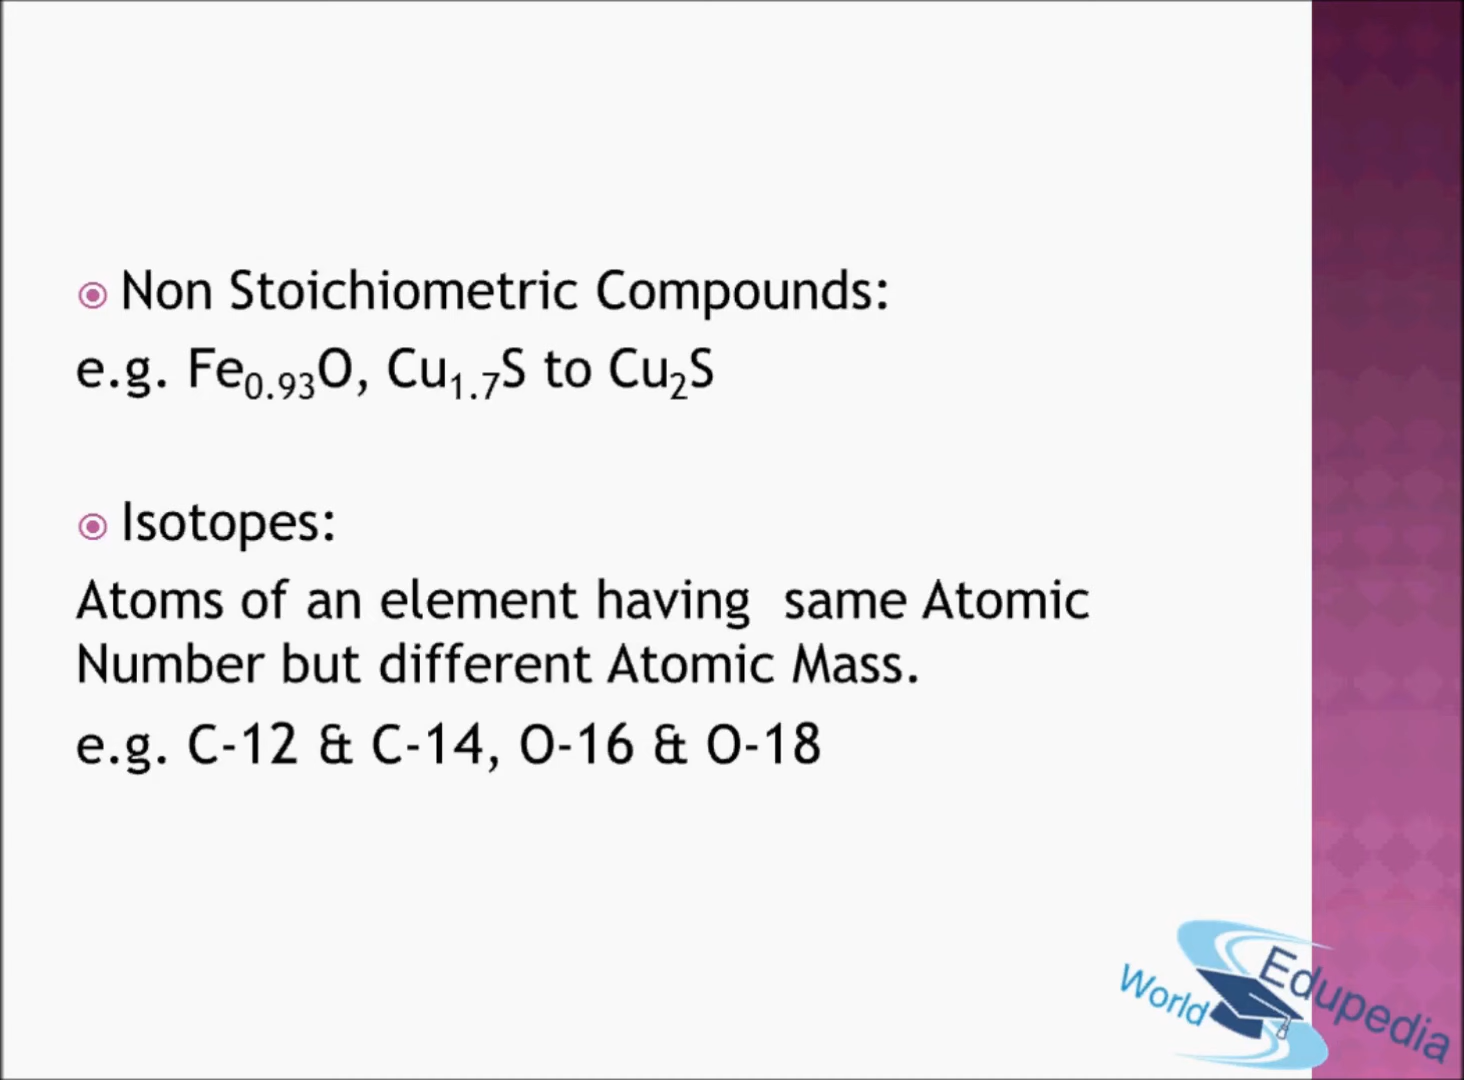 Non Stoichiometric Compounds:
e.g. Fe₀.₉₃O, Cu₁.₇S to Cu₂S
Isotopes:
Atoms of an element having same Atomic
Number but different Atomic Mass.
e.g. C-12 & C-14, O-16 & O-18
World Edupedia